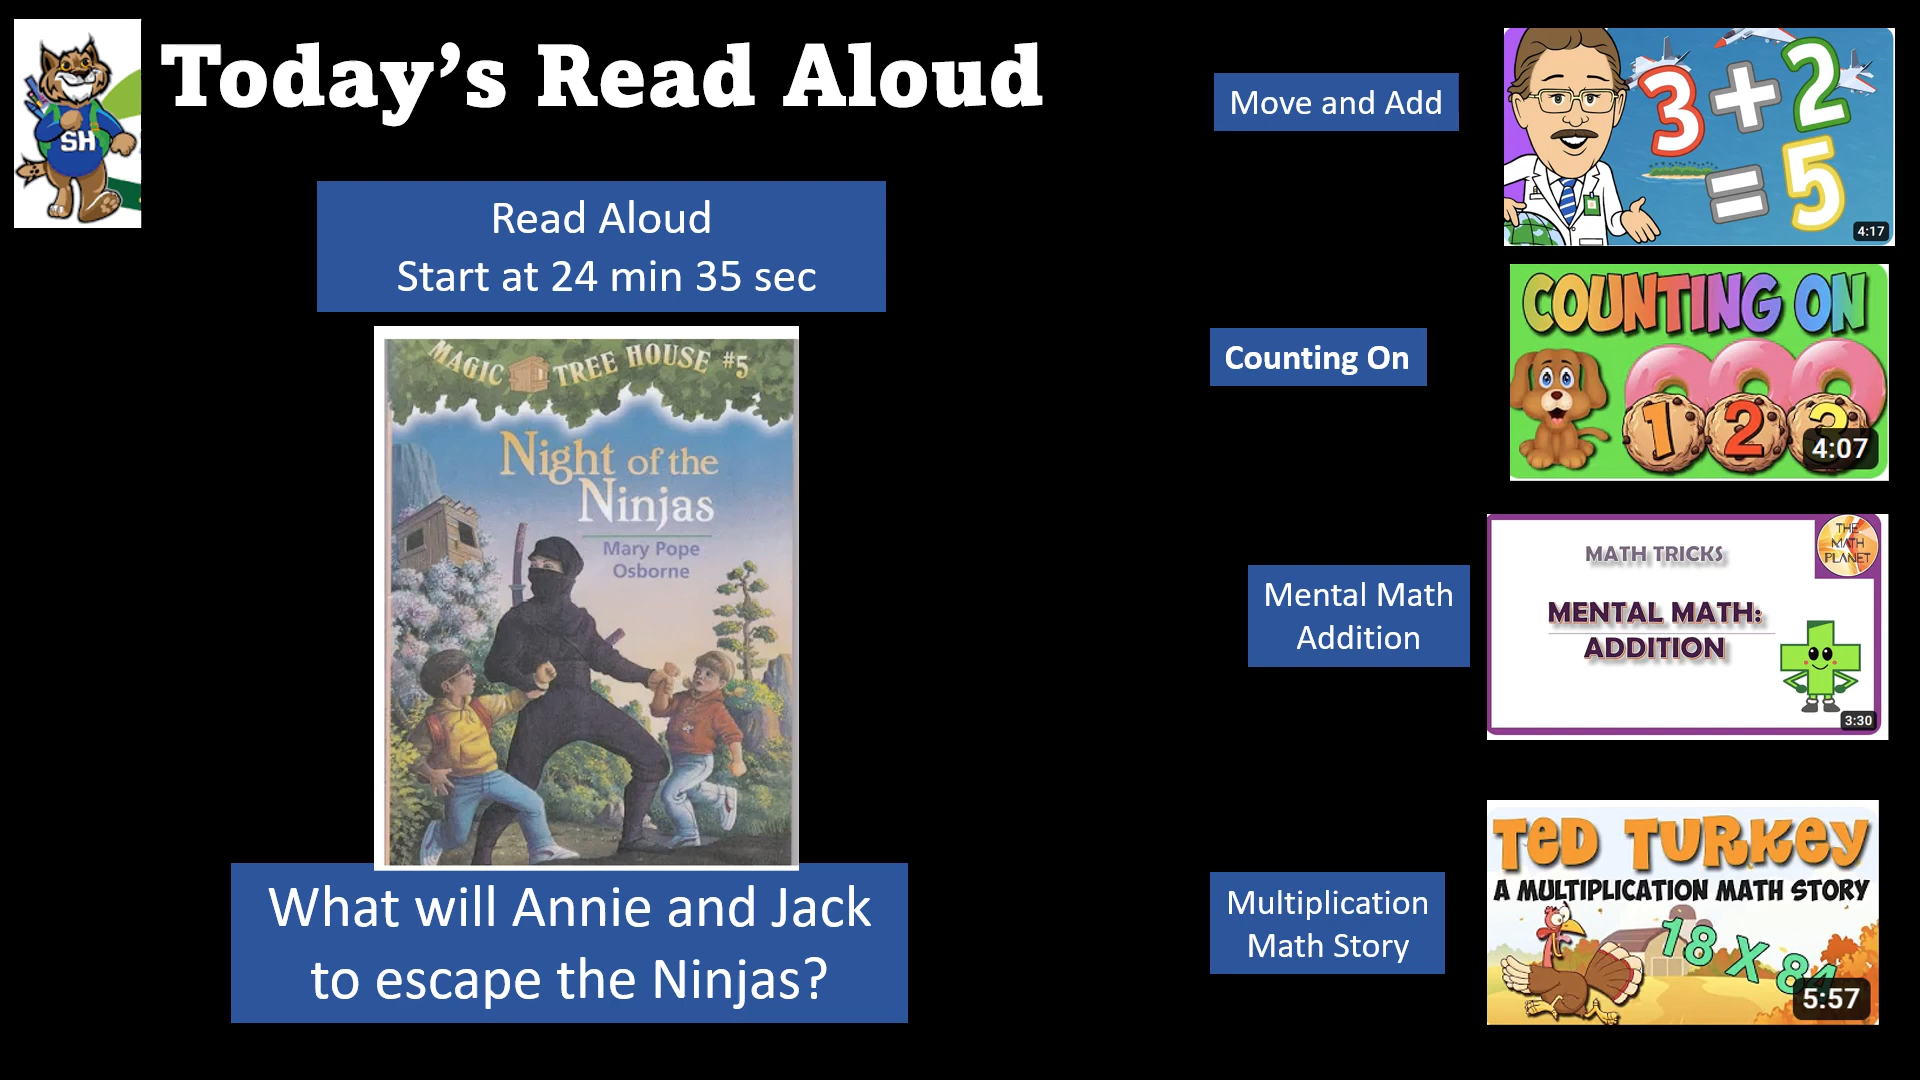 Today’s Read Aloud
SH
Read Aloud
Start at 24 min 35 sec
MAGIC TREE HOUSE #5
Night of the
Ninjas
Mary Pope
Osborne
What will Annie and Jack
to escape the Ninjas?
Move and Add
3 + 2
= 5
4:17
Counting On
COUNTING ON
1 2 3
4:07
Mental Math
Addition
THE
MATH
PLANET
MATH TRICKS
MENTAL MATH:
ADDITION
3:30
Multiplication
Math Story
TED TURKEY
A MULTIPLICATION MATH STORY
18 X 84
5:57